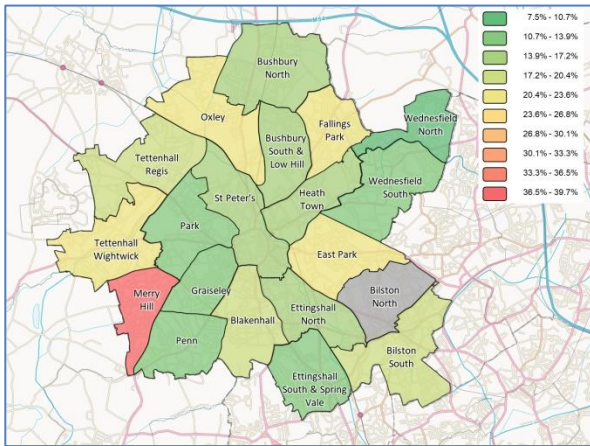 7.5% - 10.7%
10.7% - 13.9%
13.9% - 17.2%
17.2% - 20.4%
20.4% - 23.6%
23.6% - 26.8%
26.8% - 30.1%
30.1% - 33.3%
33.3% - 36.5%
36.5% - 39.7%
Bushbury
North
Oxley
Fallings
Park
Wednesfield
North
Bushbury
South &
Low Hill
Tettenhall
Regis
Wednesfield
South
Heath
Town
St Peter's
Park
Tettenhall
Wightwick
East Park
Merry
Hill
Graiseley
Bilston
North
Blakenhall
Ettingshall
North
Penn
Bilston
South
Ettingshall
South & Spring
Vale